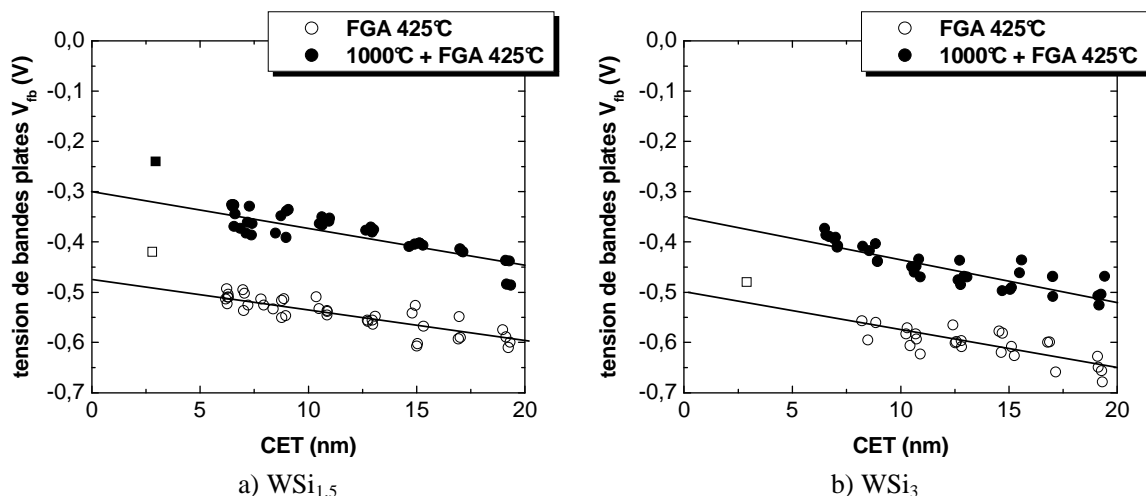 FGA 425°C
1000°C + FGA 425°C
tension de bandes plates V_fb (V)
0,0
-0,1
-0,2
-0,3
-0,4
-0,5
-0,6
-0,7
0
5
10
15
20
CET (nm)
a) WSi1.5
FGA 425°C
1000°C + FGA 425°C
tension de bandes plates V_fb (V)
0,0
-0,1
-0,2
-0,3
-0,4
-0,5
-0,6
-0,7
0
5
10
15
20
CET (nm)
b) WSi3